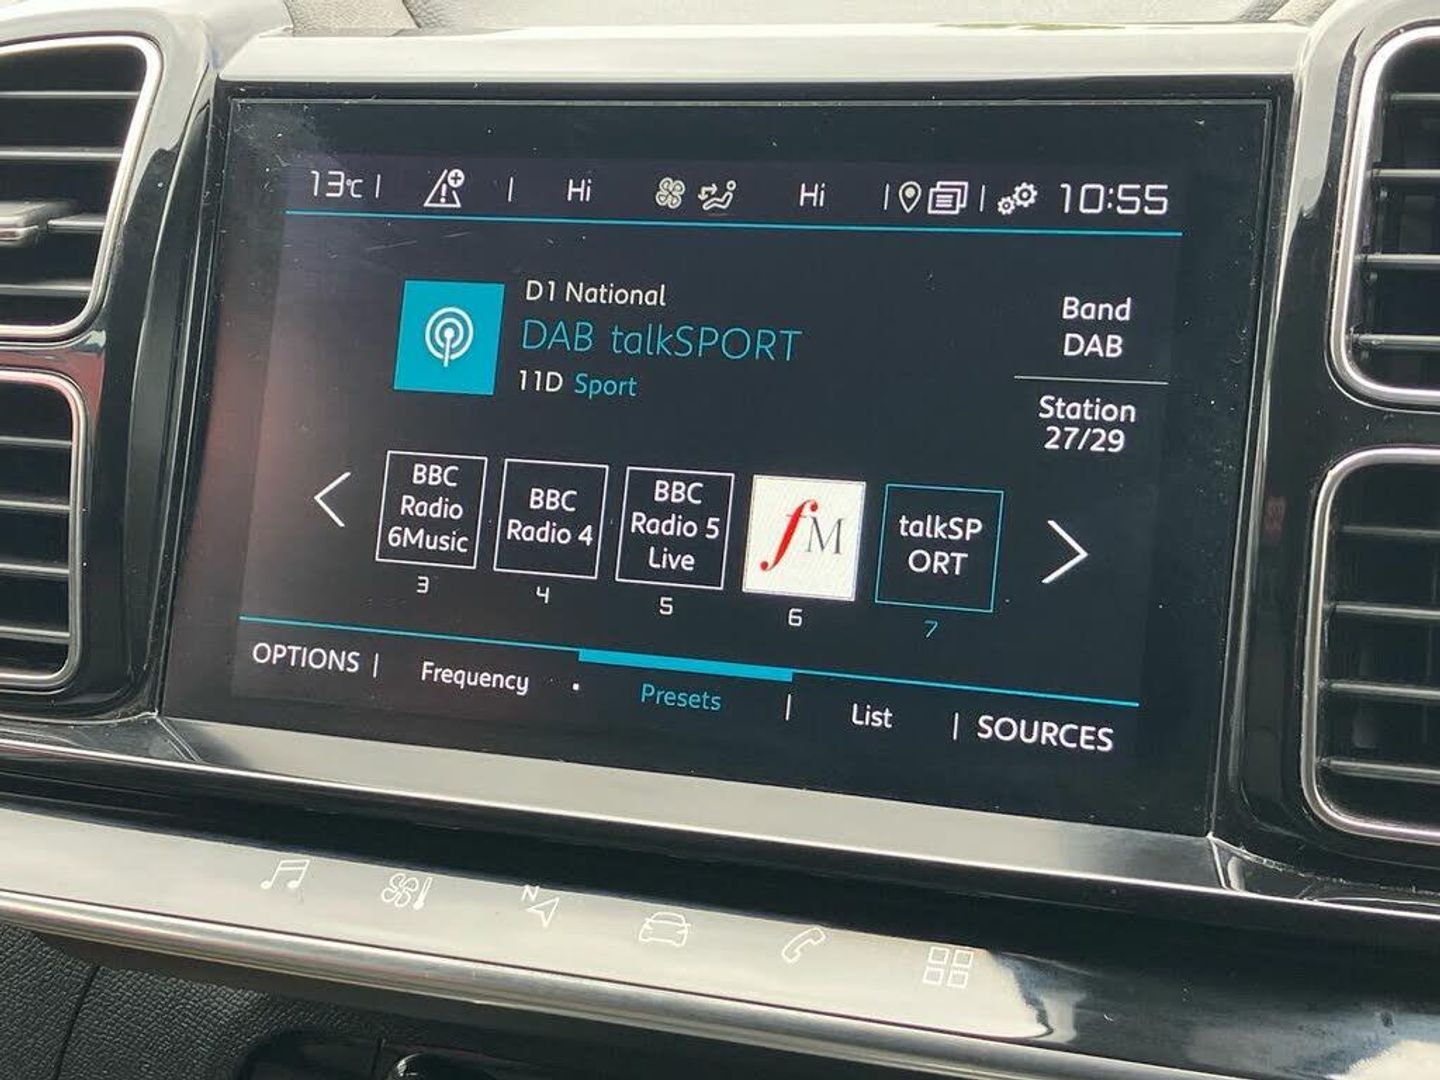 13°C | | Hi Hi | | 10:55
D1 National
DAB talkSPORT
11D Sport
Band
DAB
Station
27/29
BBC
Radio
6Music
3
BBC
Radio 4
4
BBC
Radio 5
Live
5
fM
6
talkSP
ORT
7
OPTIONS | Frequency · Presets | List | SOURCES
N